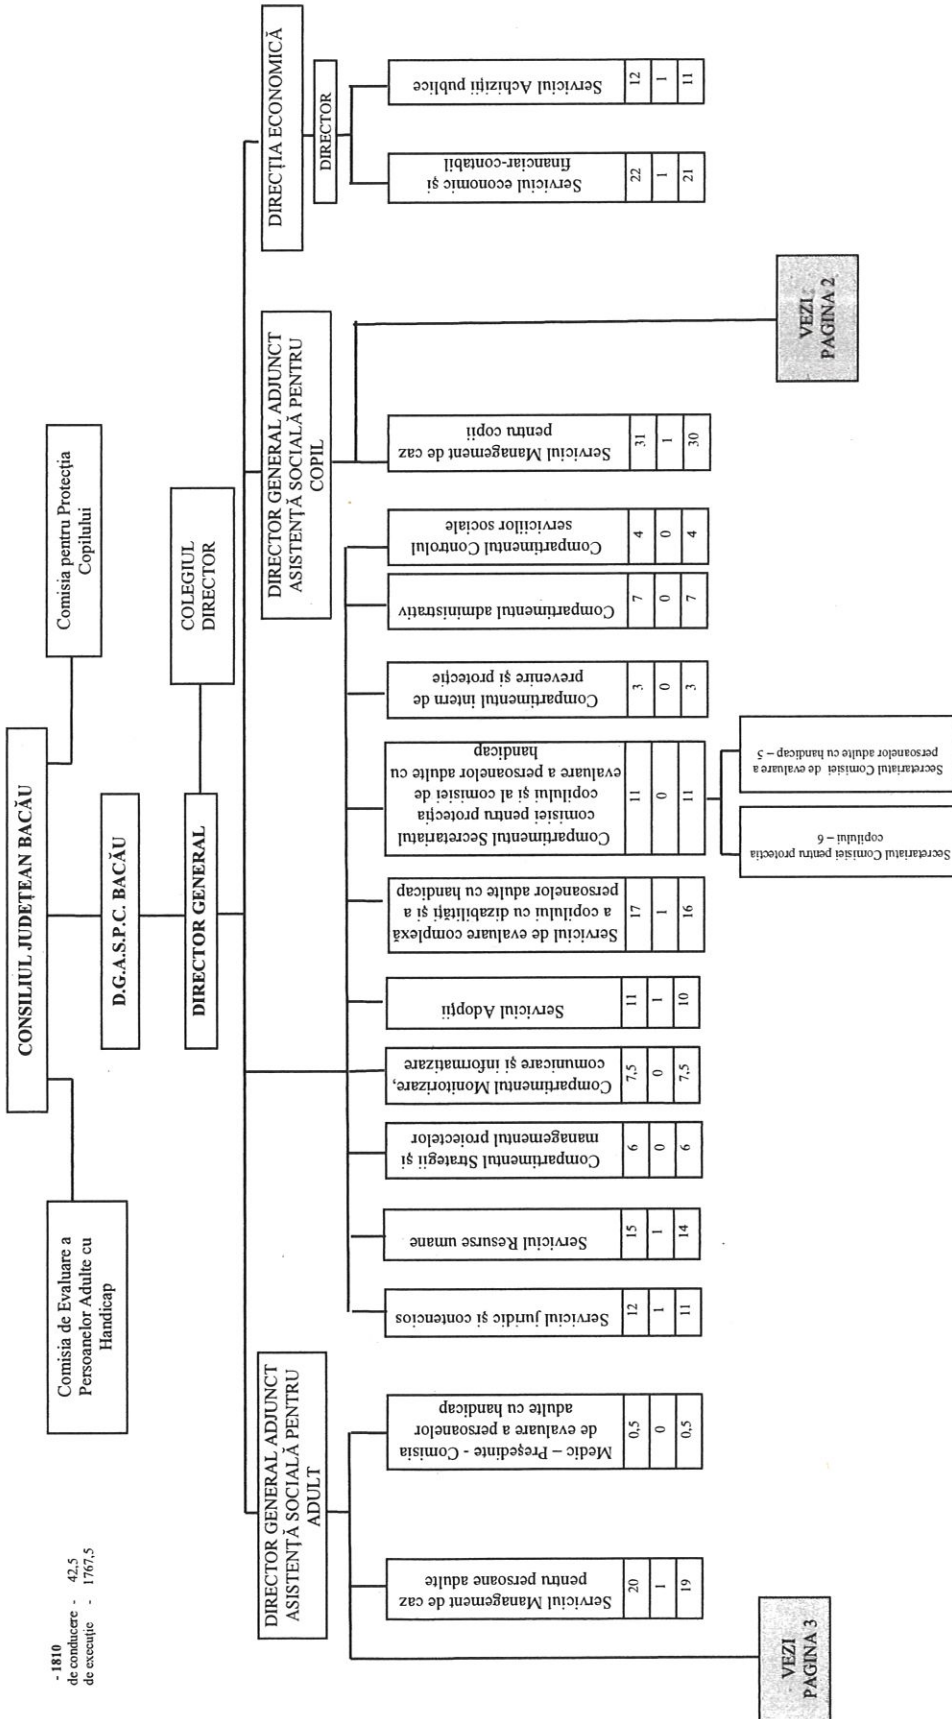 - 1810
de conducere - 42,5
de execuție - 1767,5
CONSILIUL JUDEȚEAN BACĂU
Comisia de Evaluare a
Persoanelor Adulte cu
Handicap
Comisia pentru Protecția
Copilului
D.G.A.S.P.C. BACĂU
DIRECTOR GENERAL
COLEGIUL
DIRECTOR
DIRECTOR GENERAL ADJUNCT
ASISTENȚĂ SOCIALĂ PENTRU
ADULT
DIRECTOR GENERAL ADJUNCT
ASISTENȚĂ SOCIALĂ PENTRU
COPIL
DIRECȚIA ECONOMICĂ
DIRECTOR
Serviciul Management de caz
pentru persoane adulte
20
1
19
Medic – Președinte - Comisia
de evaluare a persoanelor
adulte cu handicap
0,5
0
0,5
Serviciul juridic și contencios
12
1
11
Serviciul Resurse umane
15
1
14
Compartimentul Strategii și
managementul proiectelor
6
0
6
Compartimentul Monitorizare,
comunicare și informatizare
7,5
0
7,5
Serviciul Adopții
11
1
10
Serviciul de evaluare complexă
a copilului cu dizabilități și a
persoanelor adulte cu handicap
17
1
16
Compartimentul Secretariatul
comisiei pentru protecția
copilului și al comisiei de
evaluare a persoanelor adulte cu
handicap
11
0
11
Compartimentul intern de
prevenire și protecție
3
0
3
Compartimentul administrativ
7
0
7
Compartimentul Controlul
serviciilor sociale
4
0
4
Serviciul Management de caz
pentru copii
31
1
30
Serviciul economic și
financiar-contabil
22
1
21
Serviciul Achiziții publice
12
1
11
Secretariatul Comisiei pentru protectia
copilului – 6
Secretariatul Comisiei de evaluare a
persoanelor adulte cu handicap – 5
VEZI
PAGINA 3
VEZI
PAGINA 2